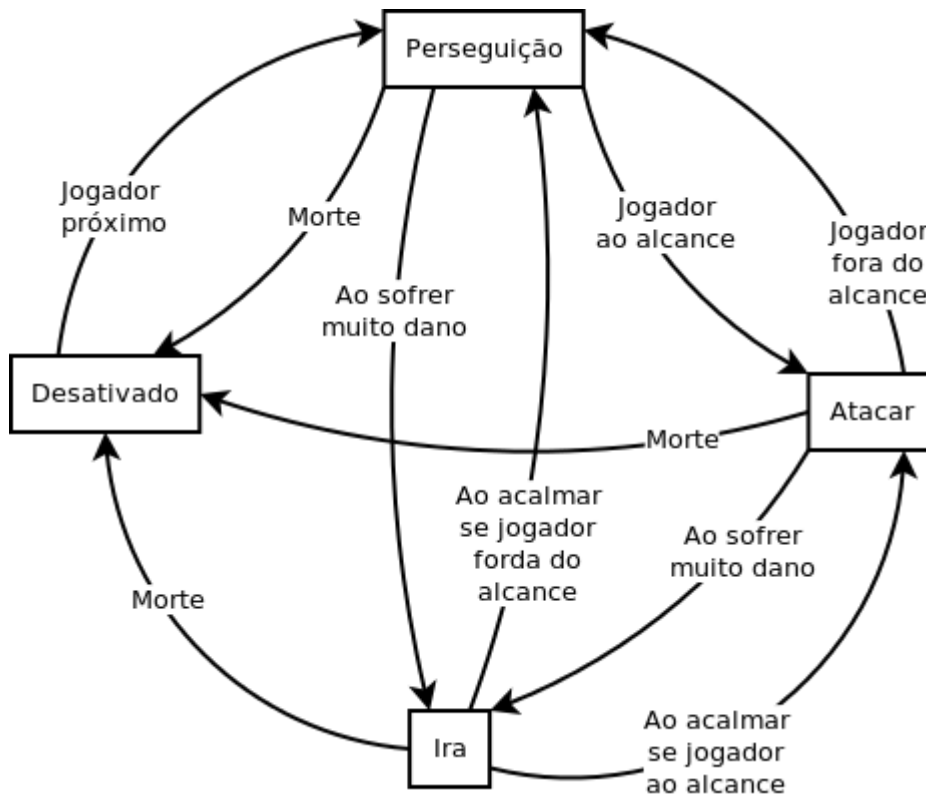 Perseguição
Jogador
próximo
Morte
Jogador
ao alcance
Jogador
fora do
alcance
Ao sofrer
muito dano
Desativado
Atacar
Morte
Ao acalmar
se jogador
forda do
alcance
Ao sofrer
muito dano
Morte
Ira
Ao acalmar
se jogador
ao alcance